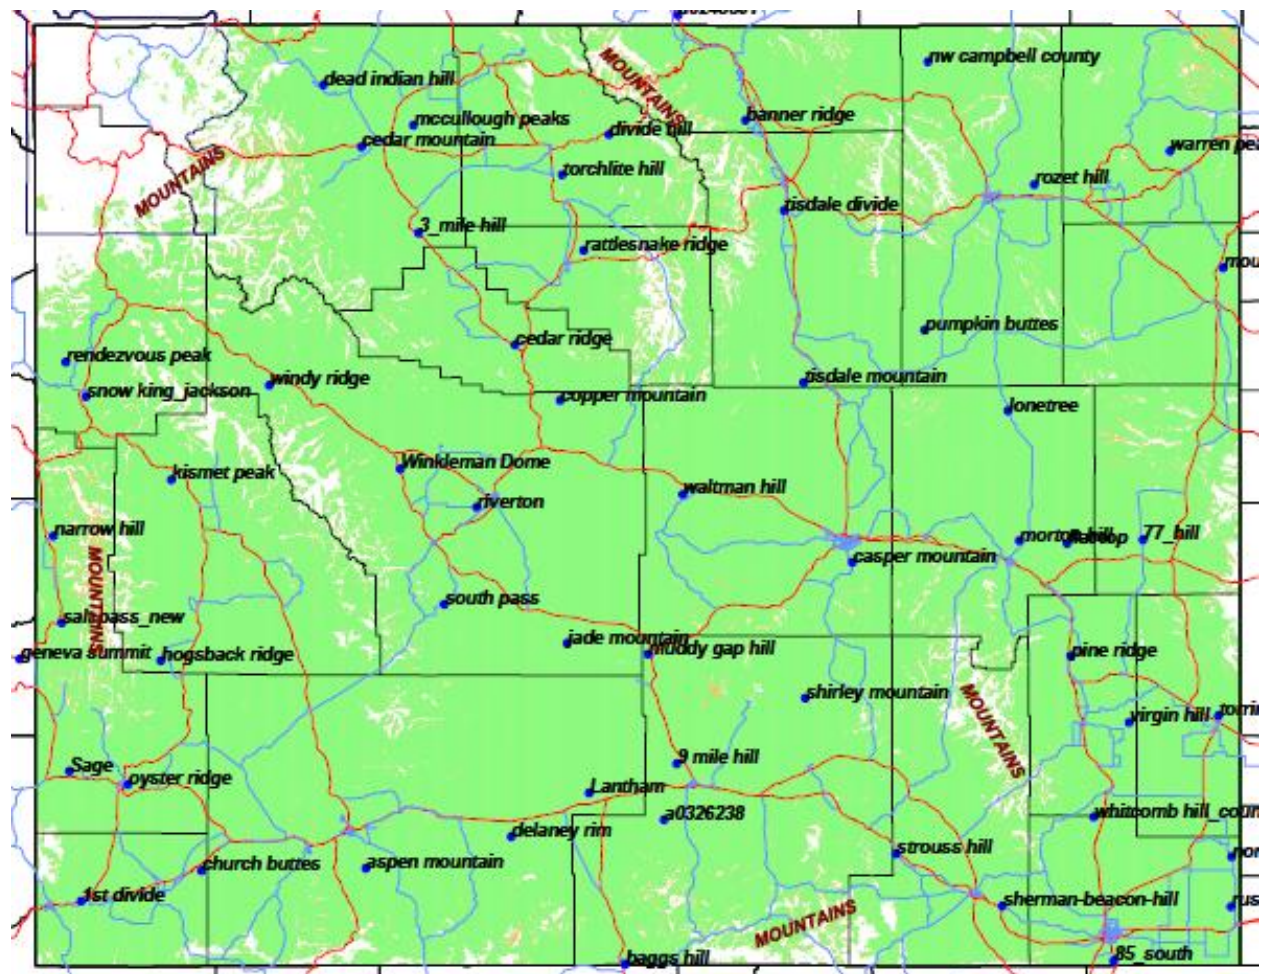 MOUNTAINS
nw campbell county
dead indian hill
mccullough peaks
banner ridge
divide hill
cedar mountain
MOUNTAINS
torchlite hill
rozet hill
warren
tisdale divide
3_mile hill
rattlesnake ridge
pumpkin buttes
cedar ridge
rendezvous peak
windy ridge
tisdale mountain
snow king_jackson
copper mountain
lonetree
Winkleman Dome
kismet peak
waltman hill
riverton
narrow hill
MOUNTAINS
77_hill
casper mountain
south pass
salt pass_new
jade mountain
muddy gap hill
geneva summit
hogsback ridge
pine ridge
shirley mountain
MOUNTAINS
virgin hill
9 mile hill
Sage
oyster ridge
Lantham
a0326238
whitcomb hill_
delaney rim
church buttes
aspen mountain
strouss hill
1st divide
sherman-beacon-hill
MOUNTAINS
baggs hill
85_south